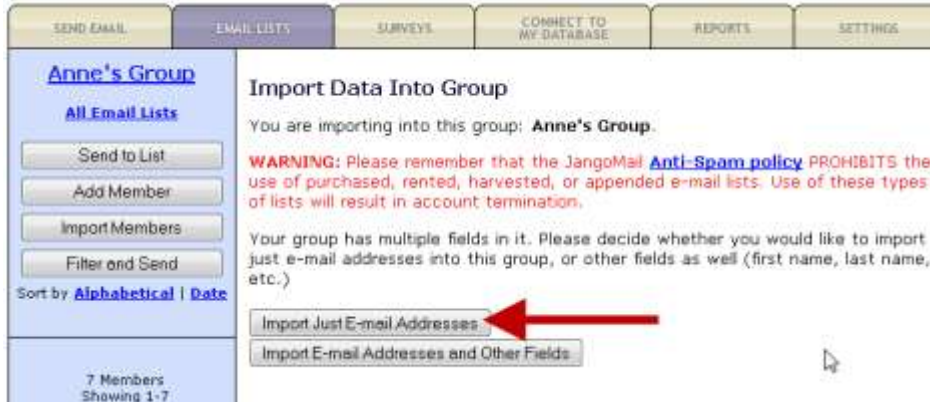 SEND EMAIL
EMAIL LISTS
SURVEYS
CONNECT TO
MY DATABASE
REPORTS
SETTINGS
Anne's Group
All Email Lists
Send to List
Add Member
Import Members
Filter and Send
Sort by Alphabetical | Date
7 Members
Showing 1-7
Import Data Into Group
You are importing into this group: Anne's Group.
WARNING: Please remember that the JangoMail Anti-Spam policy PROHIBITS the
use of purchased, rented, harvested, or appended e-mail lists. Use of these types
of lists will result in account termination.
Your group has multiple fields in it. Please decide whether you would like to import
just e-mail addresses into this group, or other fields as well (first name, last name,
etc.)
Import Just E-mail Addresses
Import E-mail Addresses and Other Fields